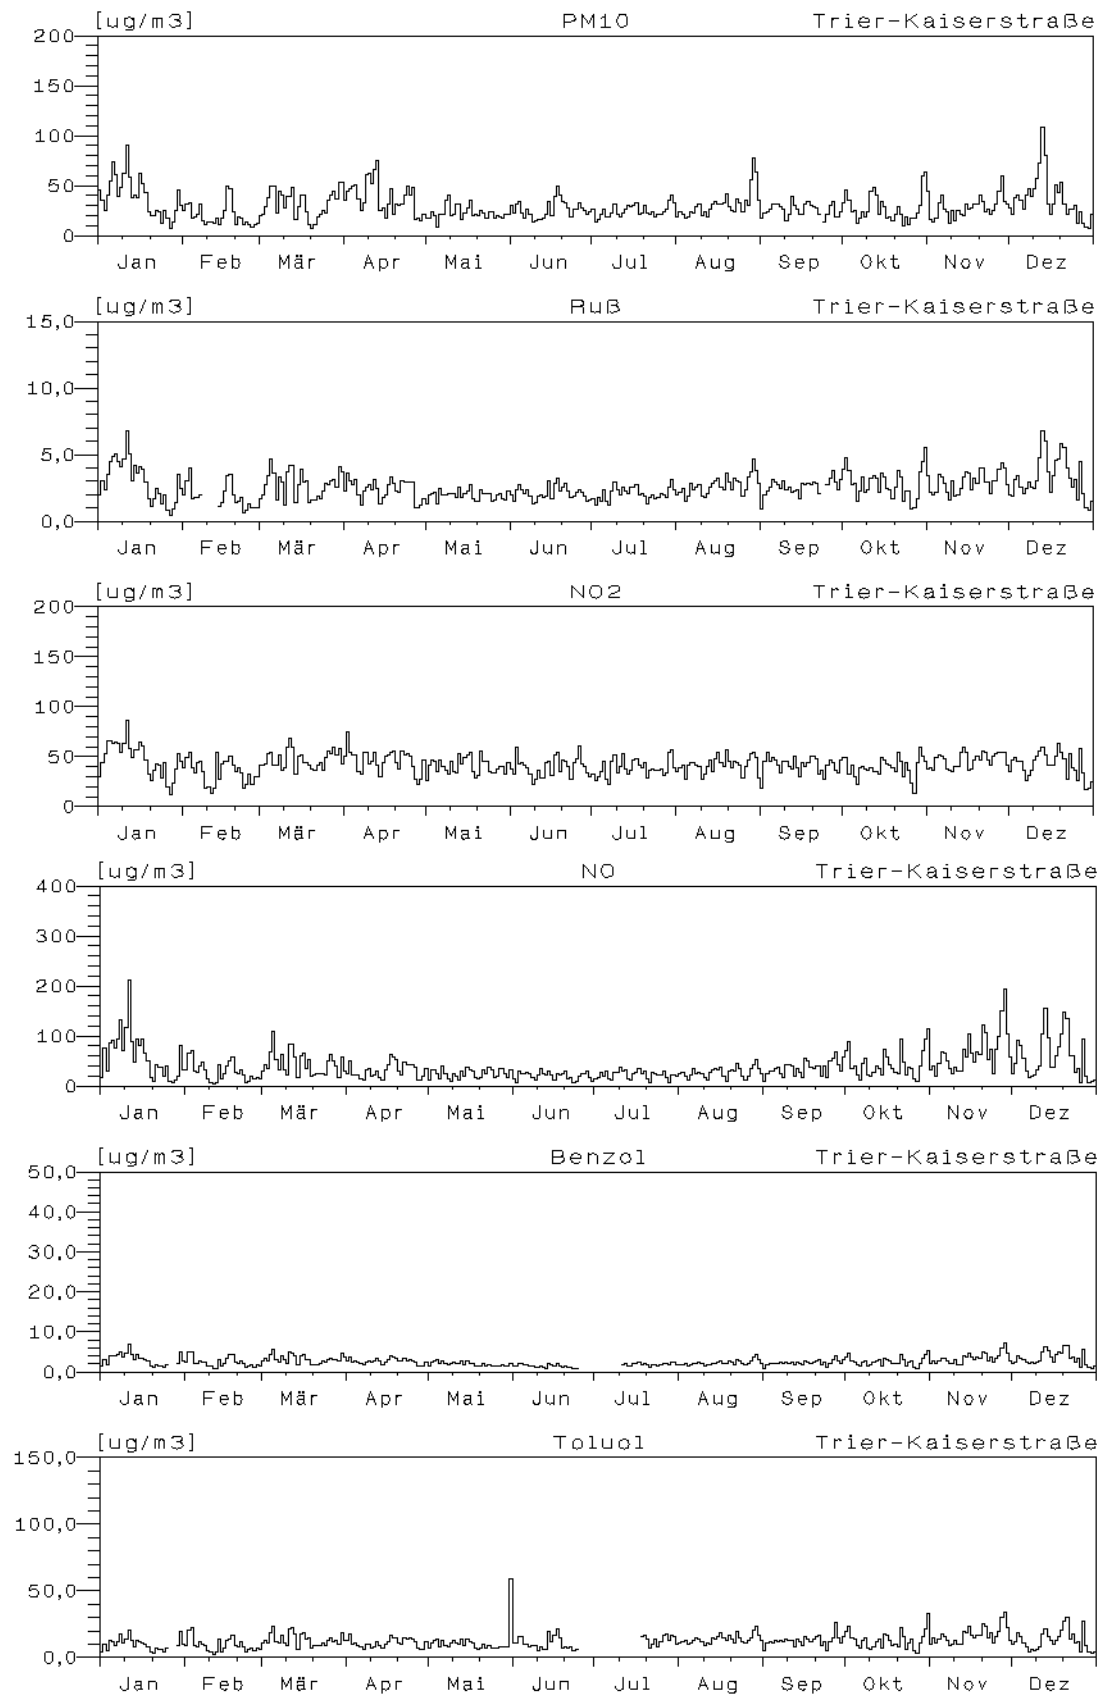 [ug/m3] PM10 Trier-Kaiserstraße
200
150
100
50
0
Jan Feb Mär Apr Mai Jun Jul Aug Sep Okt Nov Dez
[ug/m3] Ruß Trier-Kaiserstraße
15,0
10,0
5,0
0,0
Jan Feb Mär Apr Mai Jun Jul Aug Sep Okt Nov Dez
[ug/m3] NO2 Trier-Kaiserstraße
200
150
100
50
0
Jan Feb Mär Apr Mai Jun Jul Aug Sep Okt Nov Dez
[ug/m3] NO Trier-Kaiserstraße
400
300
200
100
0
Jan Feb Mär Apr Mai Jun Jul Aug Sep Okt Nov Dez
[ug/m3] Benzol Trier-Kaiserstraße
50,0
40,0
30,0
20,0
10,0
0,0
Jan Feb Mär Apr Mai Jun Jul Aug Sep Okt Nov Dez
[ug/m3] Toluol Trier-Kaiserstraße
150,0
100,0
50,0
0,0
Jan Feb Mär Apr Mai Jun Jul Aug Sep Okt Nov Dez